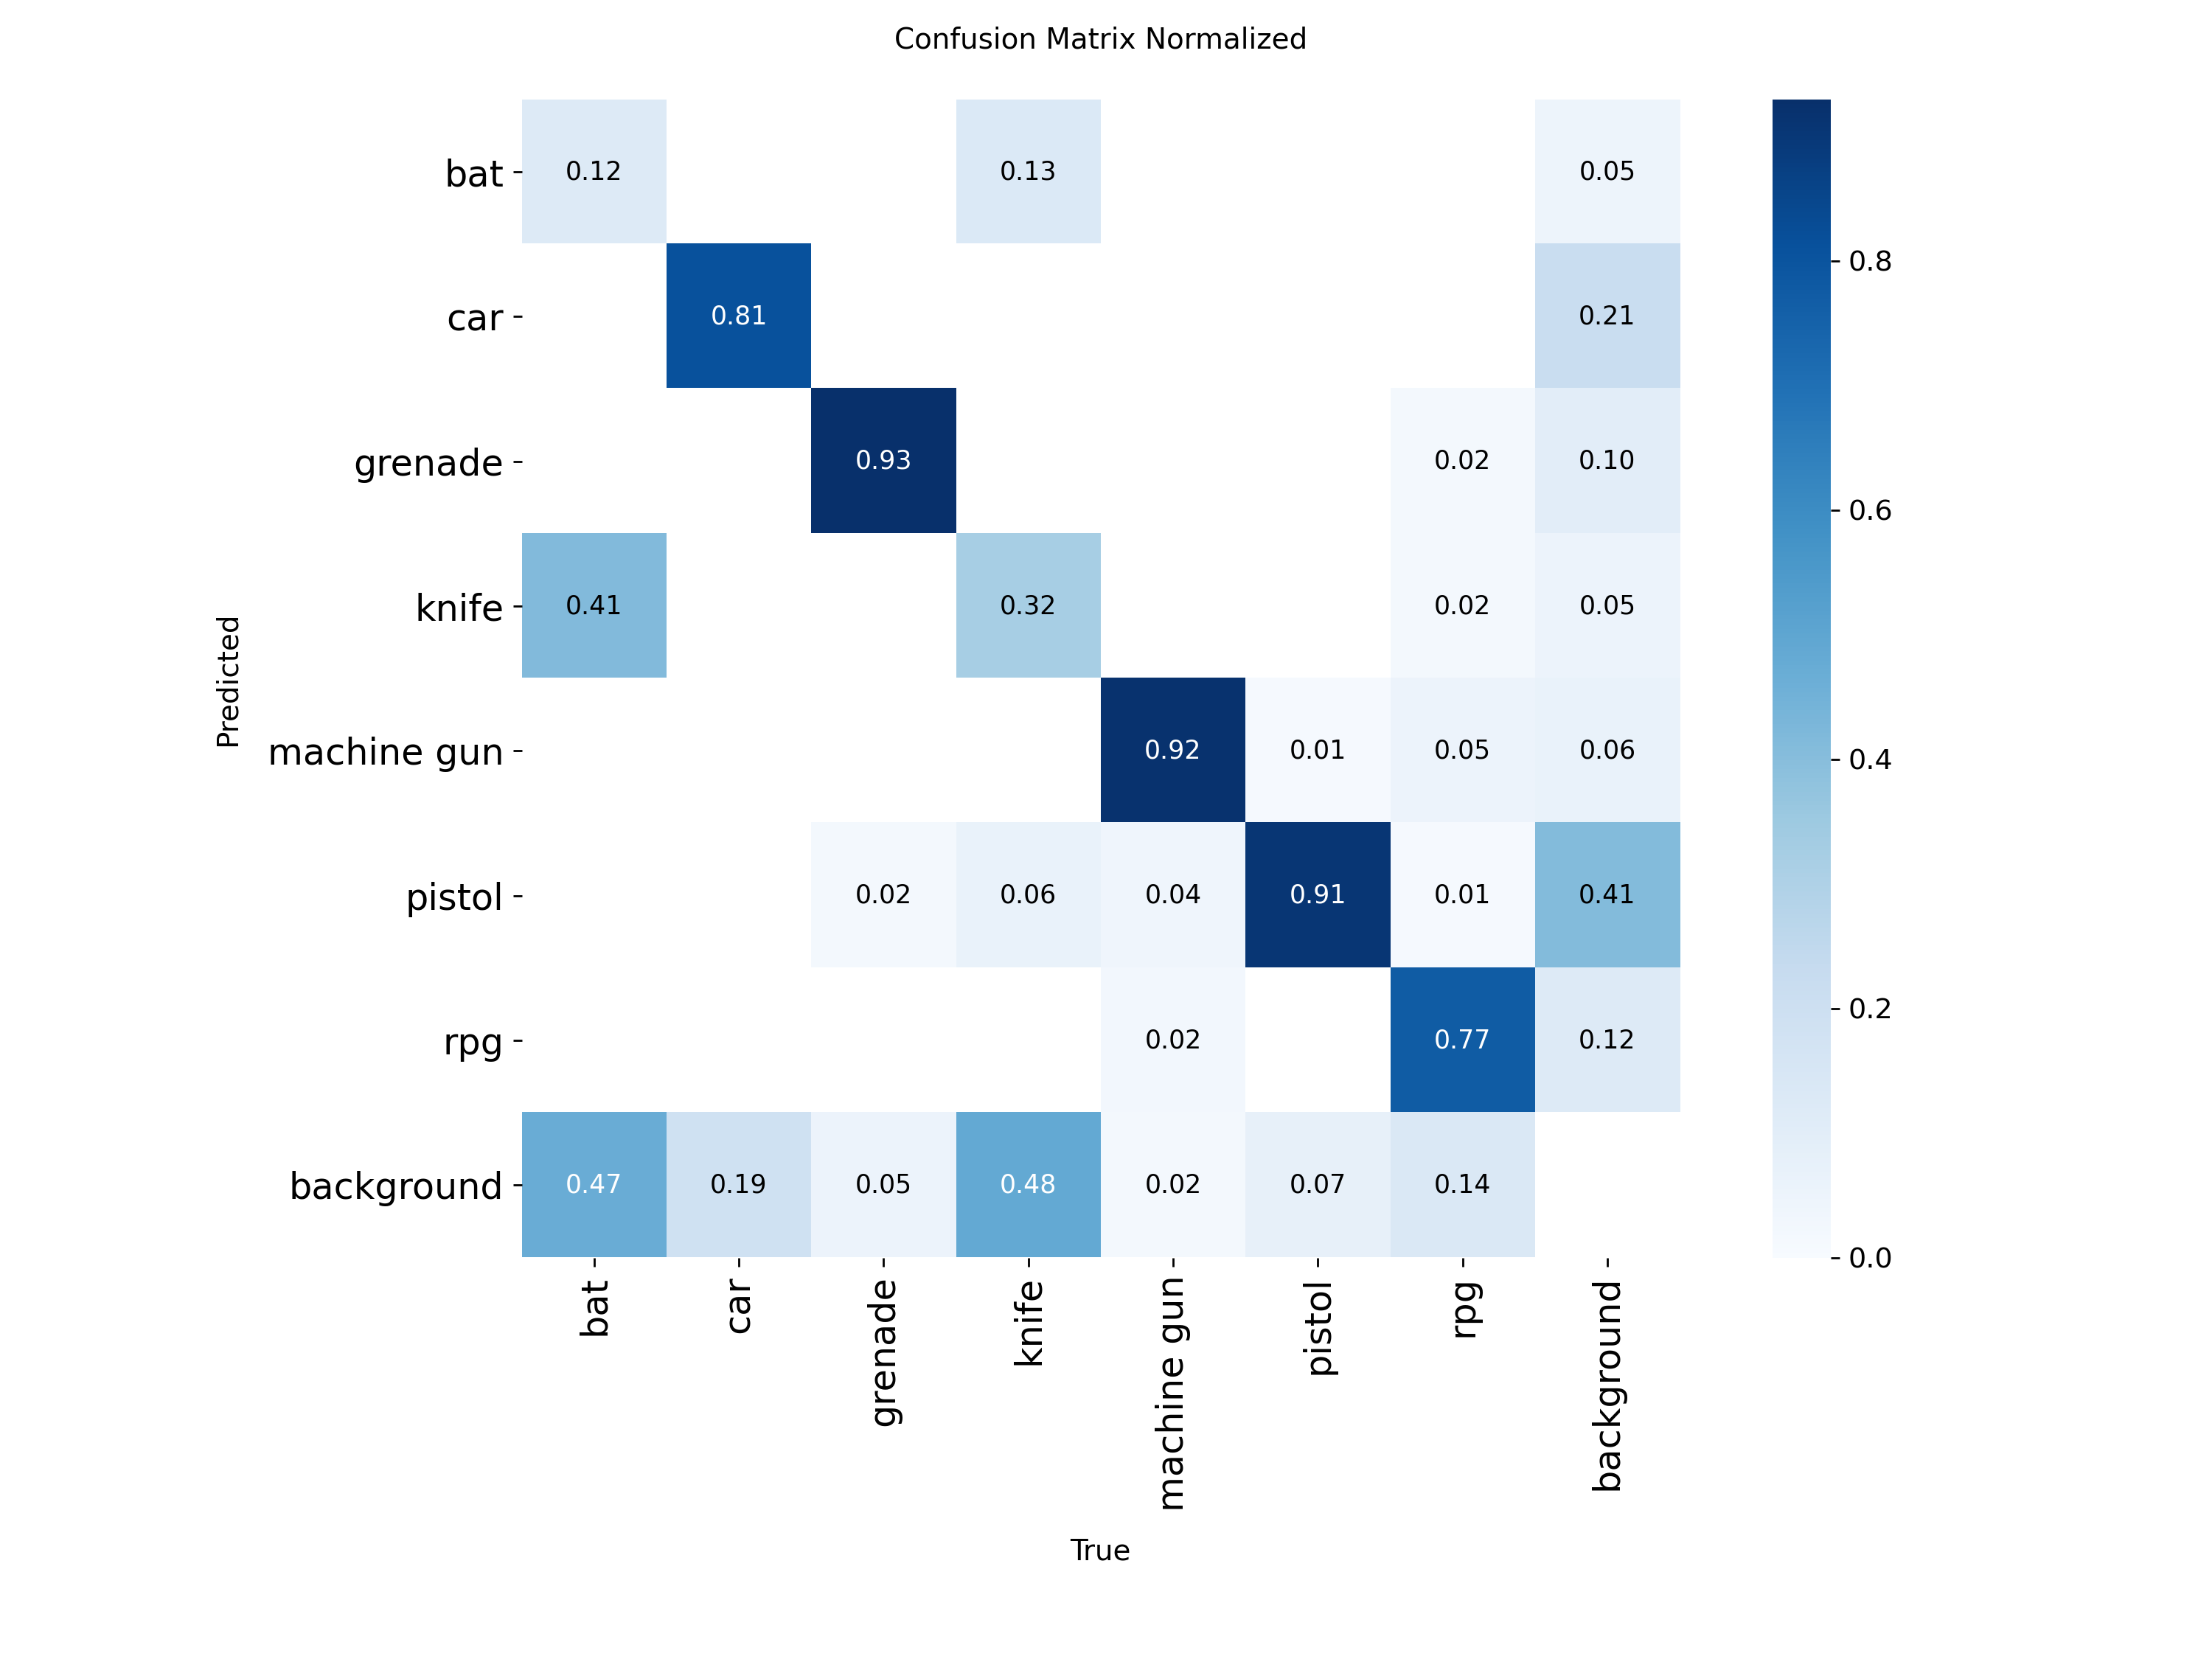 Confusion Matrix Normalized
bat 0.12 0.13 0.05
car 0.81 0.21
grenade 0.93 0.02 0.10
knife 0.41 0.32 0.02 0.05
machine gun 0.92 0.01 0.05 0.06
pistol 0.02 0.06 0.04 0.91 0.01 0.41
rpg 0.02 0.77 0.12
background 0.47 0.19 0.05 0.48 0.02 0.07 0.14
Predicted
bat car grenade knife machine gun pistol rpg background
True
0.8
0.6
0.4
0.2
0.0